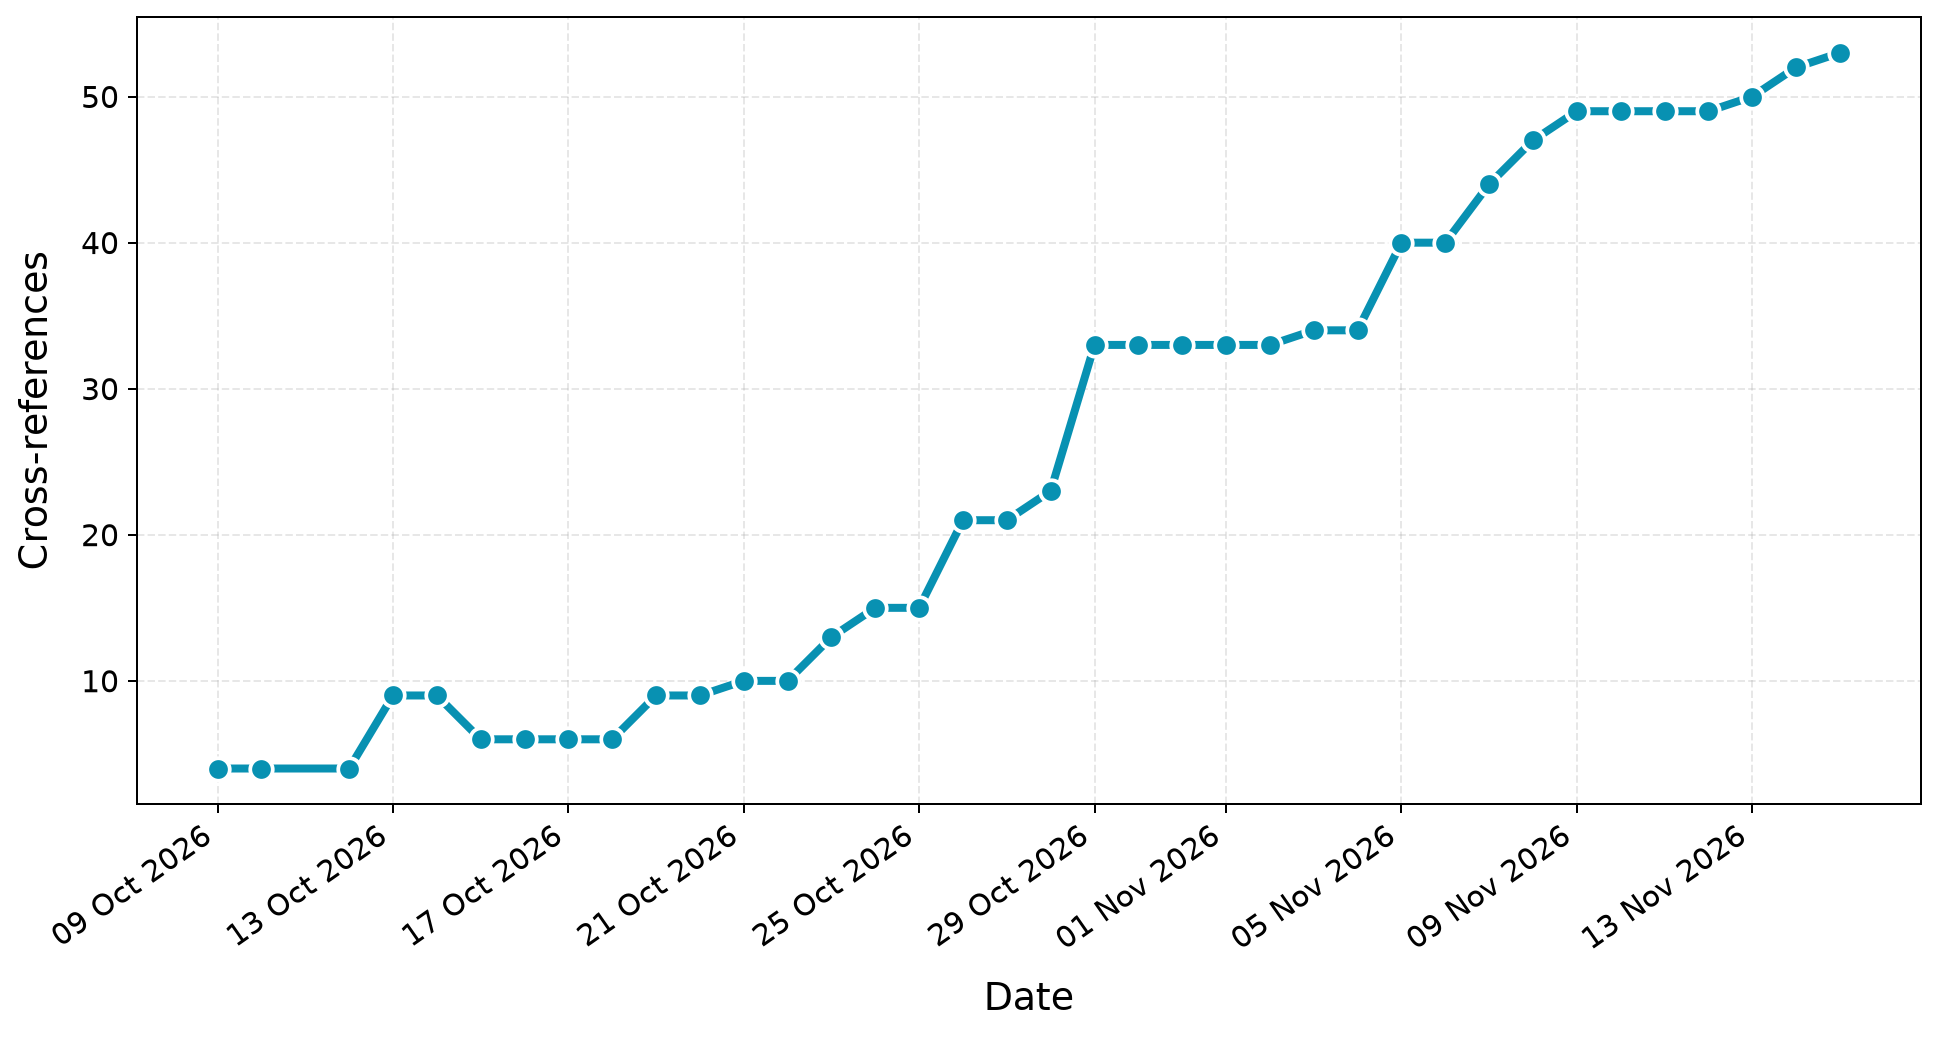 Cross-references
50
40
30
20
10
09 Oct 2026
13 Oct 2026
17 Oct 2026
21 Oct 2026
25 Oct 2026
29 Oct 2026
01 Nov 2026
05 Nov 2026
09 Nov 2026
13 Nov 2026
Date